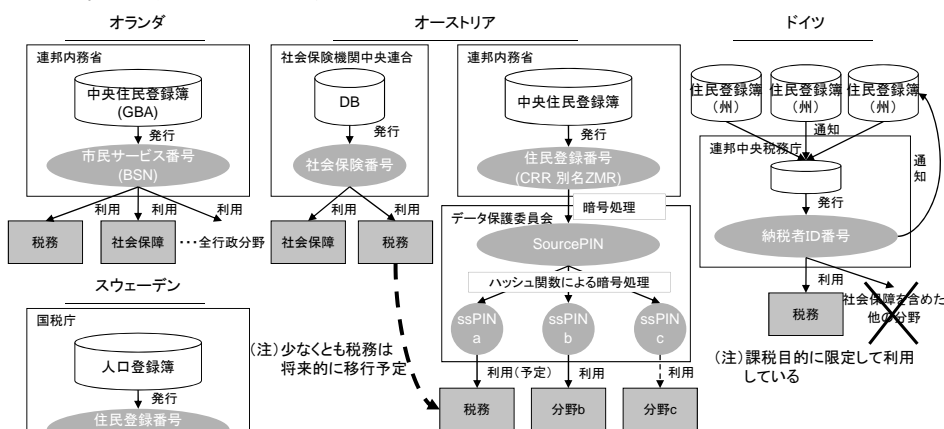 オランダ
連邦内務省
中央住民登録簿
(GBA)
発行
市民サービス番号
(BSN)
利用
利用
利用
税務
社会保障
・・・全行政分野
スウェーデン
国税庁
人口登録簿
発行
住民登録番号
オーストリア
社会保険機関中央連合
DB
発行
社会保険番号
利用
利用
社会保障
税務
(注)少なくとも税務は
将来的に移行予定
連邦内務省
中央住民登録簿
発行
住民登録番号
(CRR 別名ZMR)
暗号処理
データ保護委員会
SourcePIN
ハッシュ関数による暗号処理
ssPIN
a
ssPIN
b
ssPIN
c
利用(予定)
利用
利用
税務
分野b
分野c
ドイツ
住民登録簿
(州)
住民登録簿
(州)
住民登録簿
(州)
通知
連邦中央税務庁
発行
納税者ID番号
通知
利用
税務
社会保障を含めた
他の分野
(注)課税目的に限定して利用
している